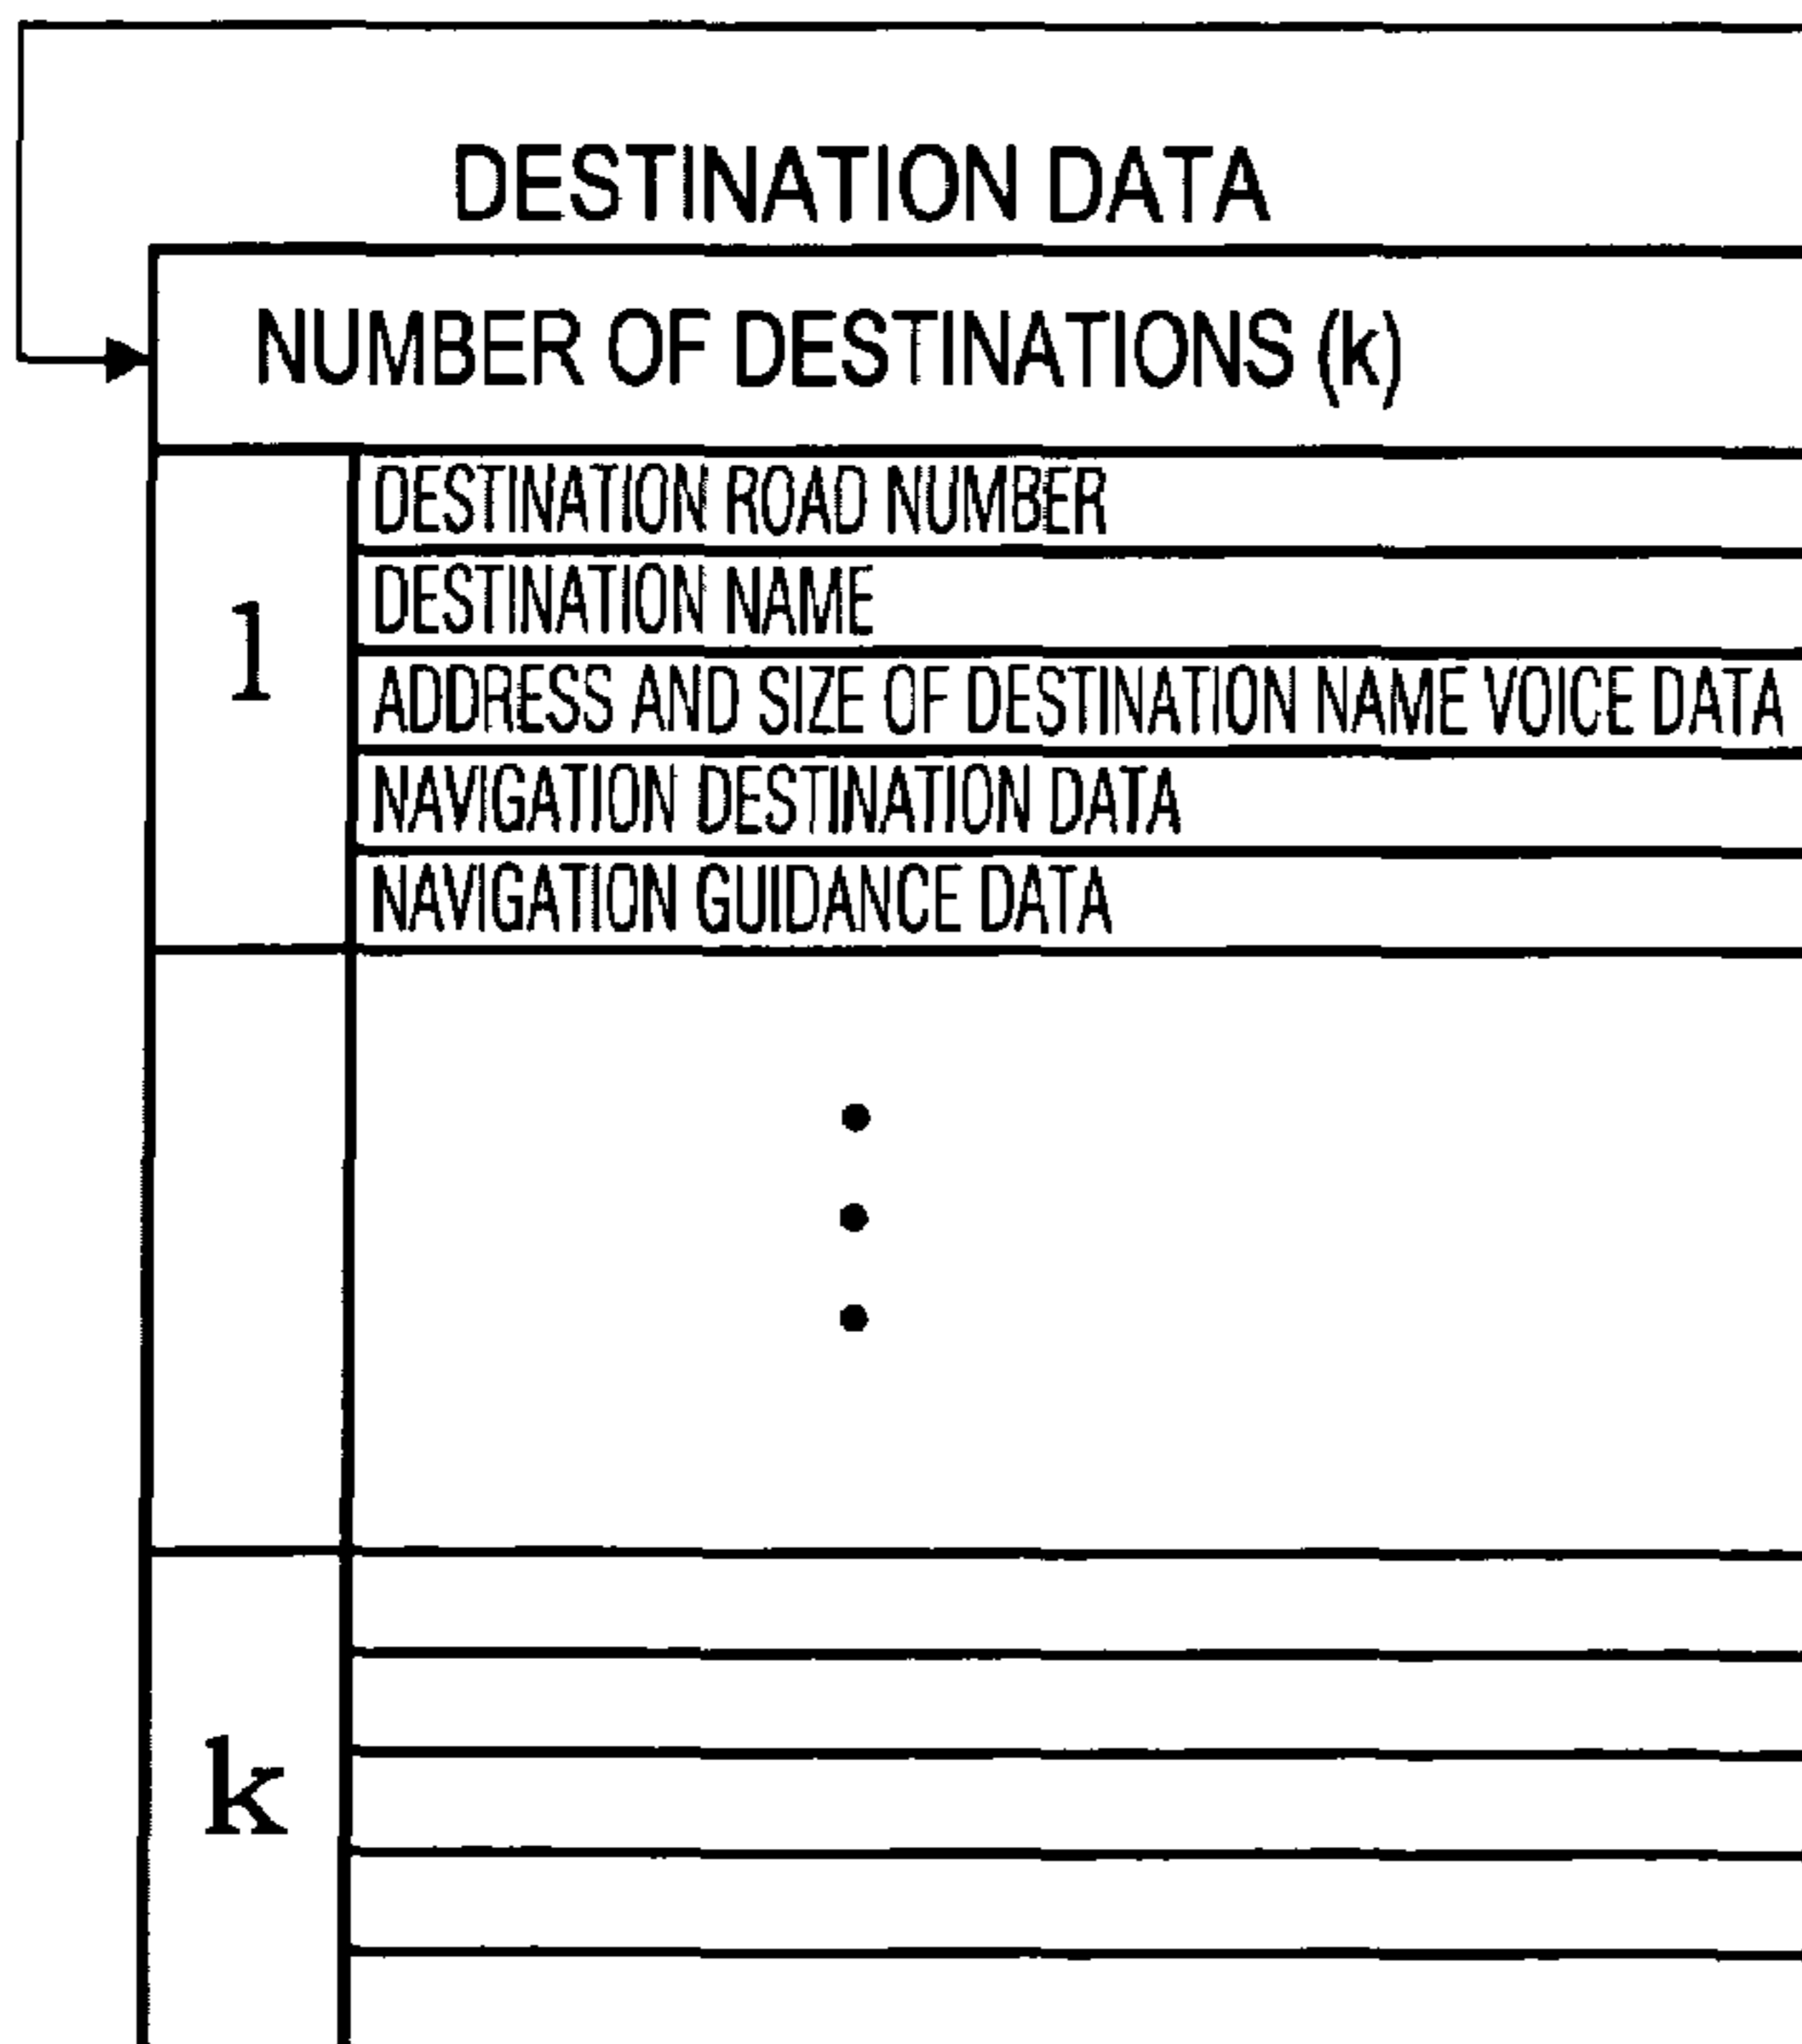 DESTINATION DATA
NUMBER OF DESTINATIONS (k)
1
DESTINATION ROAD NUMBER
DESTINATION NAME
ADDRESS AND SIZE OF DESTINATION NAME VOICE DATA
NAVIGATION DESTINATION DATA
NAVIGATION GUIDANCE DATA
k